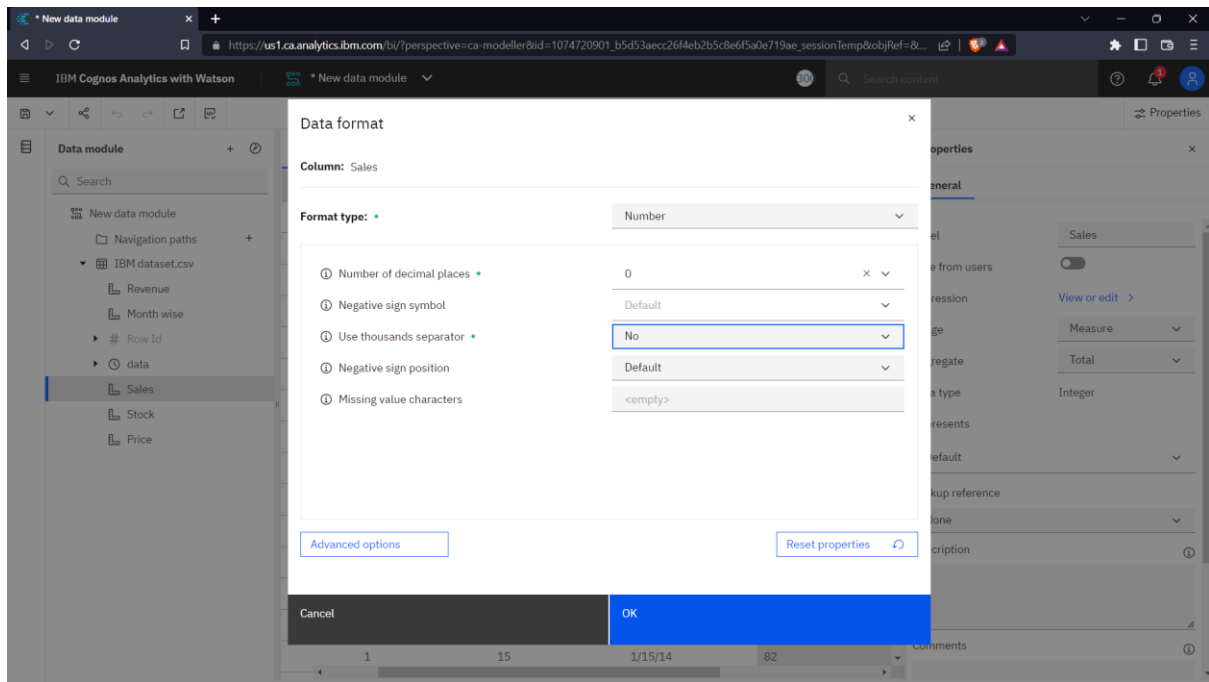 * New data module
https://us1.ca.analytics.ibm.com/bi/?perspective=ca-modeller&id=1074720901_b5d53aecc26f4eb2b5c8e6f5a0e719ae_sessionTemp&objRef=&...
IBM Cognos Analytics with Watson
* New data module
Search content
1
Properties
Data module
Search
New data module
Navigation paths
IBM dataset.csv
Revenue
Month wise
# Row Id
data
Sales
Stock
Price
Data format
Column: Sales
Format type: Number
Number of decimal places 0
Negative sign symbol Default
Use thousands separator No
Negative sign position Default
Missing value characters <empty>
Advanced options
Reset properties
Cancel
OK
1 15 1/15/14 82
operties
eneral
el Sales
e from users
ression View or edit
ge Measure
regate Total
a type Integer
resents
efault
kup reference
lone
cription
Comments